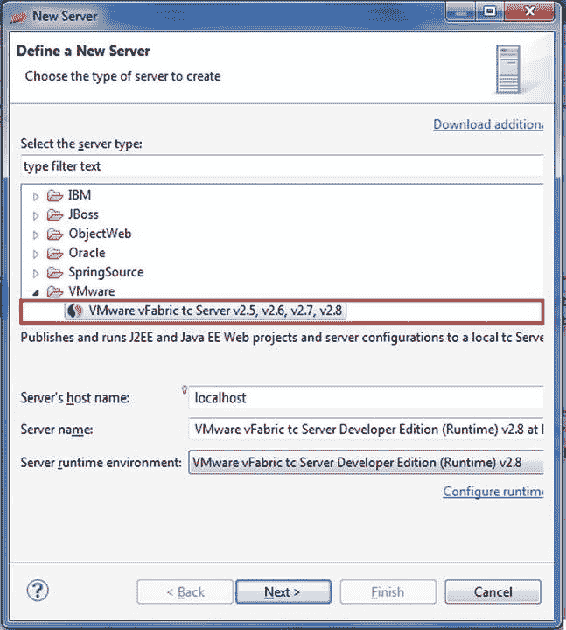 New Server
Define a New Server
Choose the type of server to create
Download additiona
Select the server type:
type filter text
IBM
JBoss
ObjectWeb
Oracle
SpringSource
VMware
VMware vFabric tc Server v2.5, v2.6, v2.7, v2.8
Publishes and runs J2EE and Java EE Web projects and server configurations to a local tc Serve
Server's host name: localhost
Server name: VMware vFabric tc Server Developer Edition (Runtime) v2.8 at l
Server runtime environment: VMware vFabric tc Server Developer Edition (Runtime) v2.8
Configure runtime
? < Back Next > Finish Cancel